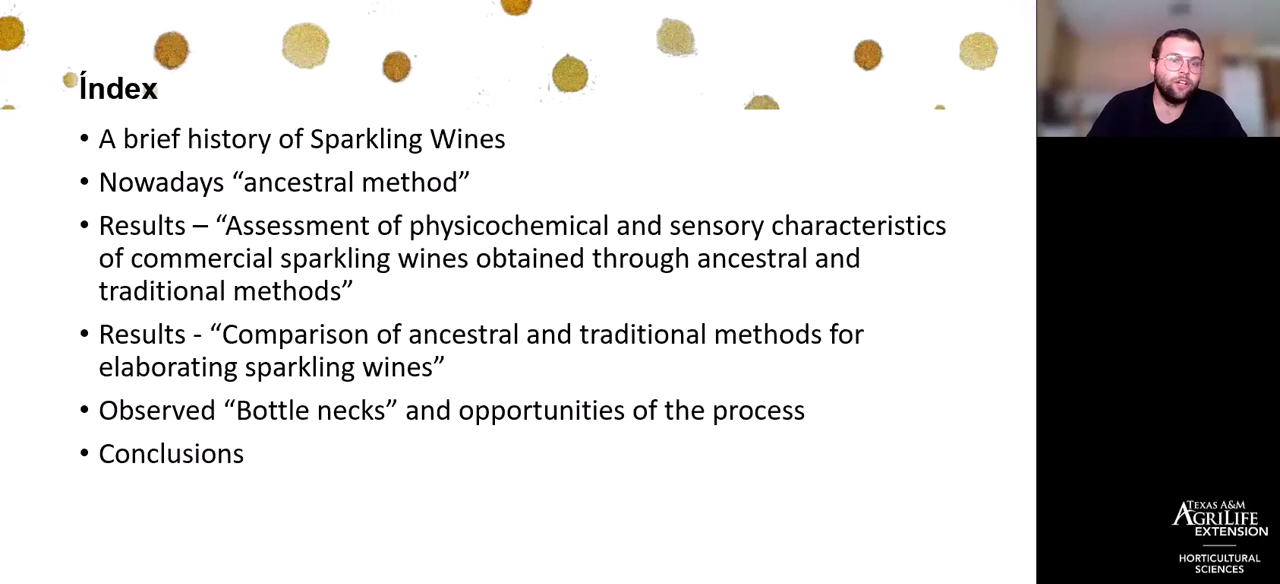 Índex
• A brief history of Sparkling Wines
• Nowadays “ancestral method”
• Results – “Assessment of physicochemical and sensory characteristics
of commercial sparkling wines obtained through ancestral and
traditional methods”
• Results - “Comparison of ancestral and traditional methods for
elaborating sparkling wines”
• Observed “Bottle necks” and opportunities of the process
• Conclusions
TEXAS A&M
AGRILIFE
EXTENSION
HORTICULTURAL
SCIENCES